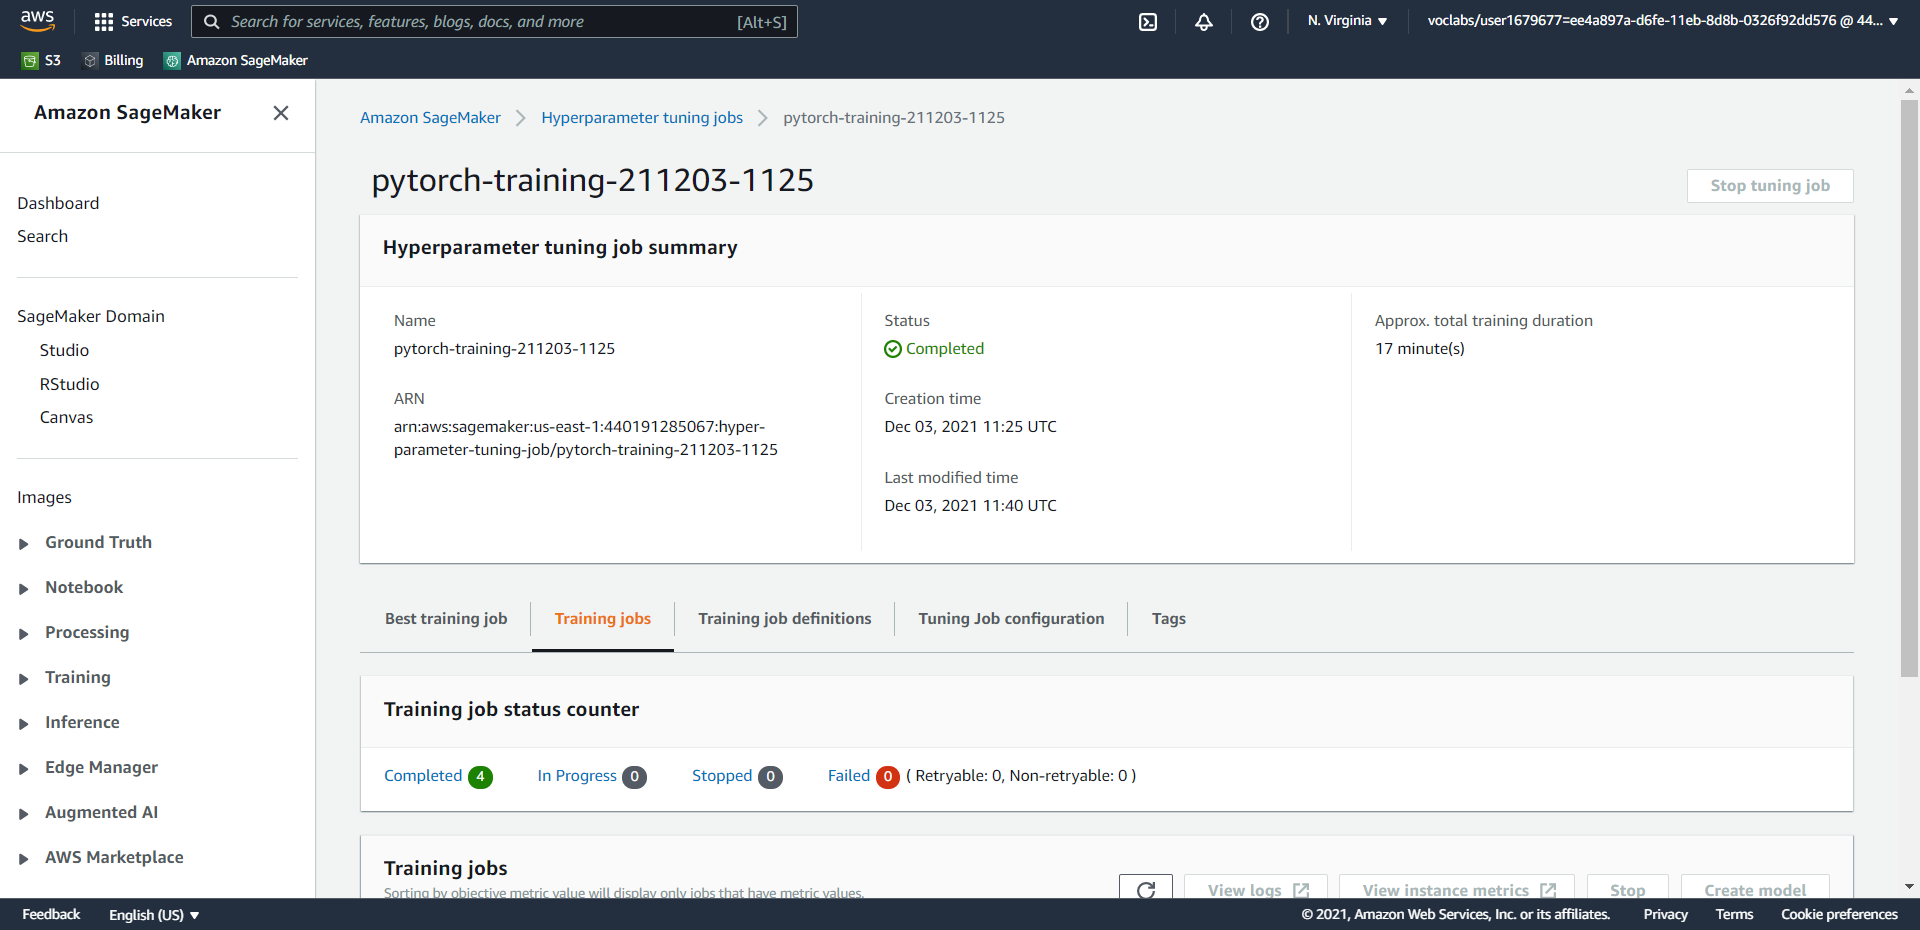 aws
Services
Search for services, features, blogs, docs, and more
[Alt+S]
N. Virginia
voclabs/user1679677=ee4a897a-d6fe-11eb-8d8b-0326f92dd576 @ 44...
S3
Billing
Amazon SageMaker
Amazon SageMaker
Dashboard
Search
SageMaker Domain
Studio
RStudio
Canvas
Images
Ground Truth
Notebook
Processing
Training
Inference
Edge Manager
Augmented AI
AWS Marketplace
Amazon SageMaker
Hyperparameter tuning jobs
pytorch-training-211203-1125
pytorch-training-211203-1125
Stop tuning job
Hyperparameter tuning job summary
Name
pytorch-training-211203-1125
ARN
arn:aws:sagemaker:us-east-1:440191285067:hyper-
parameter-tuning-job/pytorch-training-211203-1125
Status
Completed
Creation time
Dec 03, 2021 11:25 UTC
Last modified time
Dec 03, 2021 11:40 UTC
Approx. total training duration
17 minute(s)
Best training job
Training jobs
Training job definitions
Tuning Job configuration
Tags
Training job status counter
Completed 4
In Progress 0
Stopped 0
Failed 0 ( Retryable: 0, Non-retryable: 0 )
Training jobs
Sorting by objective metric value will display only jobs that have metric values.
View logs
View instance metrics
Stop
Create model
Feedback
English (US)
© 2021, Amazon Web Services, Inc. or its affiliates.
Privacy
Terms
Cookie preferences